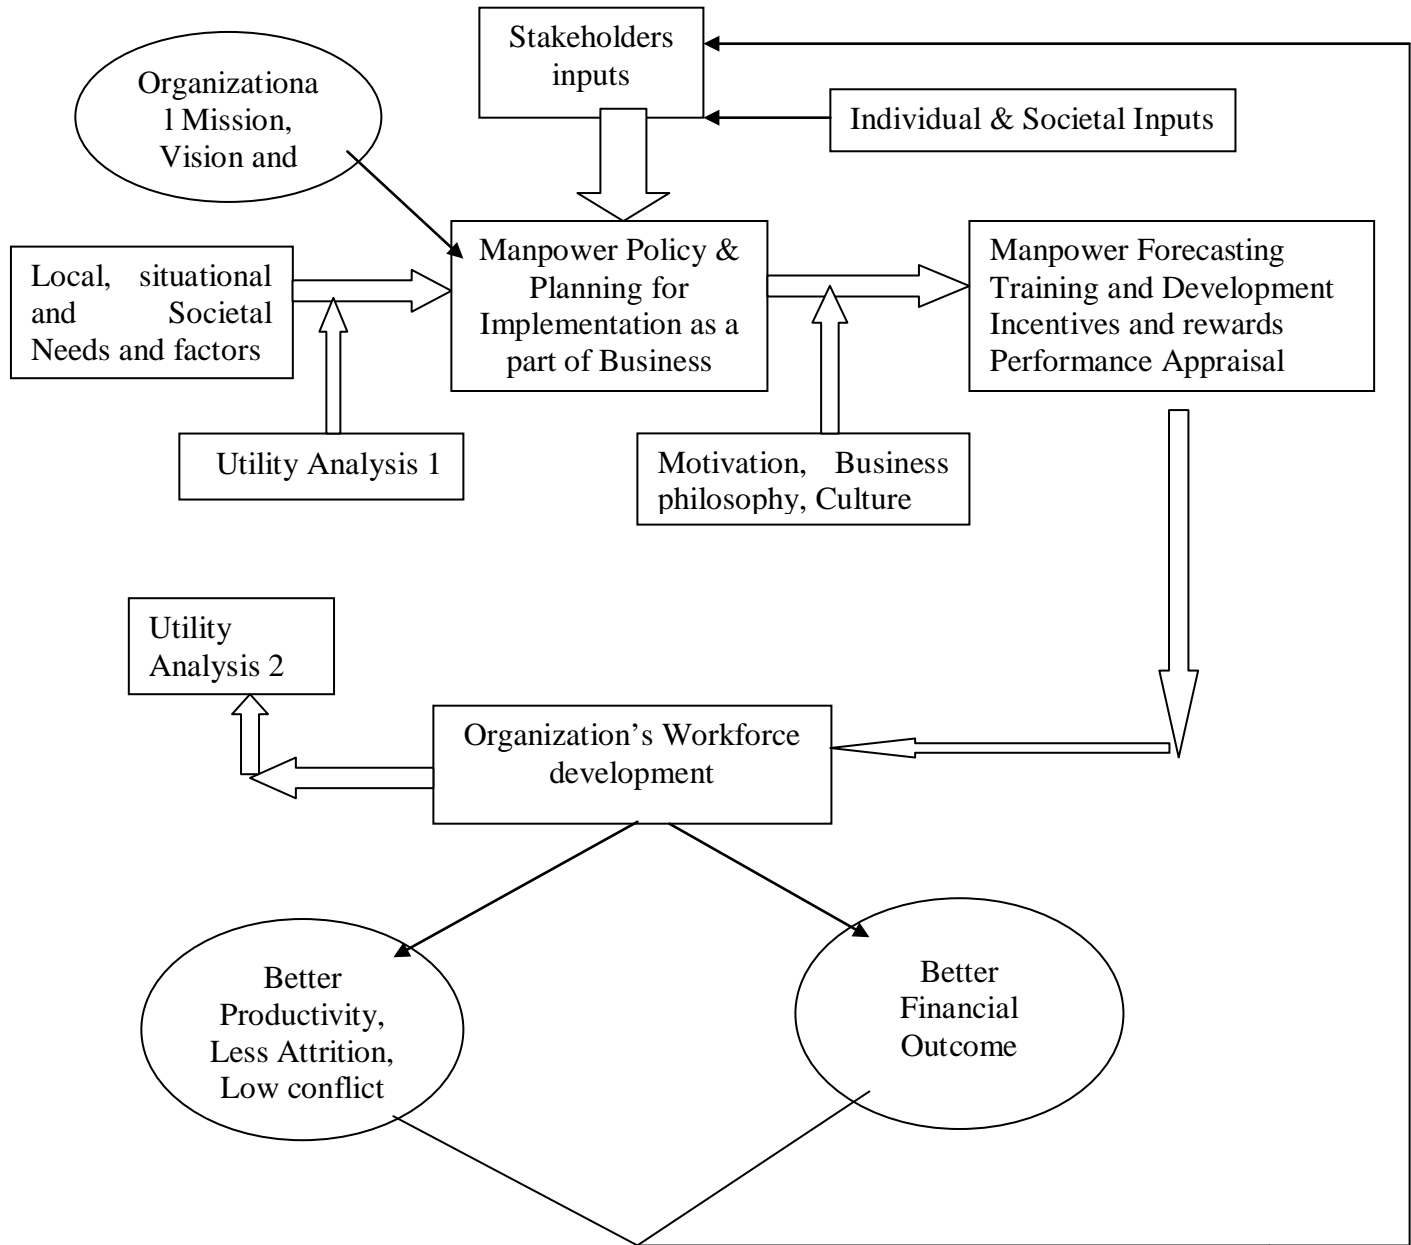 Stakeholders
inputs
Organizationa
l Mission,
Vision and
Individual & Societal Inputs
Local, situational
and Societal
Needs and factors
Manpower Policy &
Planning for
Implementation as a
part of Business
Manpower Forecasting
Training and Development
Incentives and rewards
Performance Appraisal
Utility Analysis 1
Motivation, Business
philosophy, Culture
Utility
Analysis 2
Organization’s Workforce
development
Better
Productivity,
Less Attrition,
Low conflict
Better
Financial
Outcome